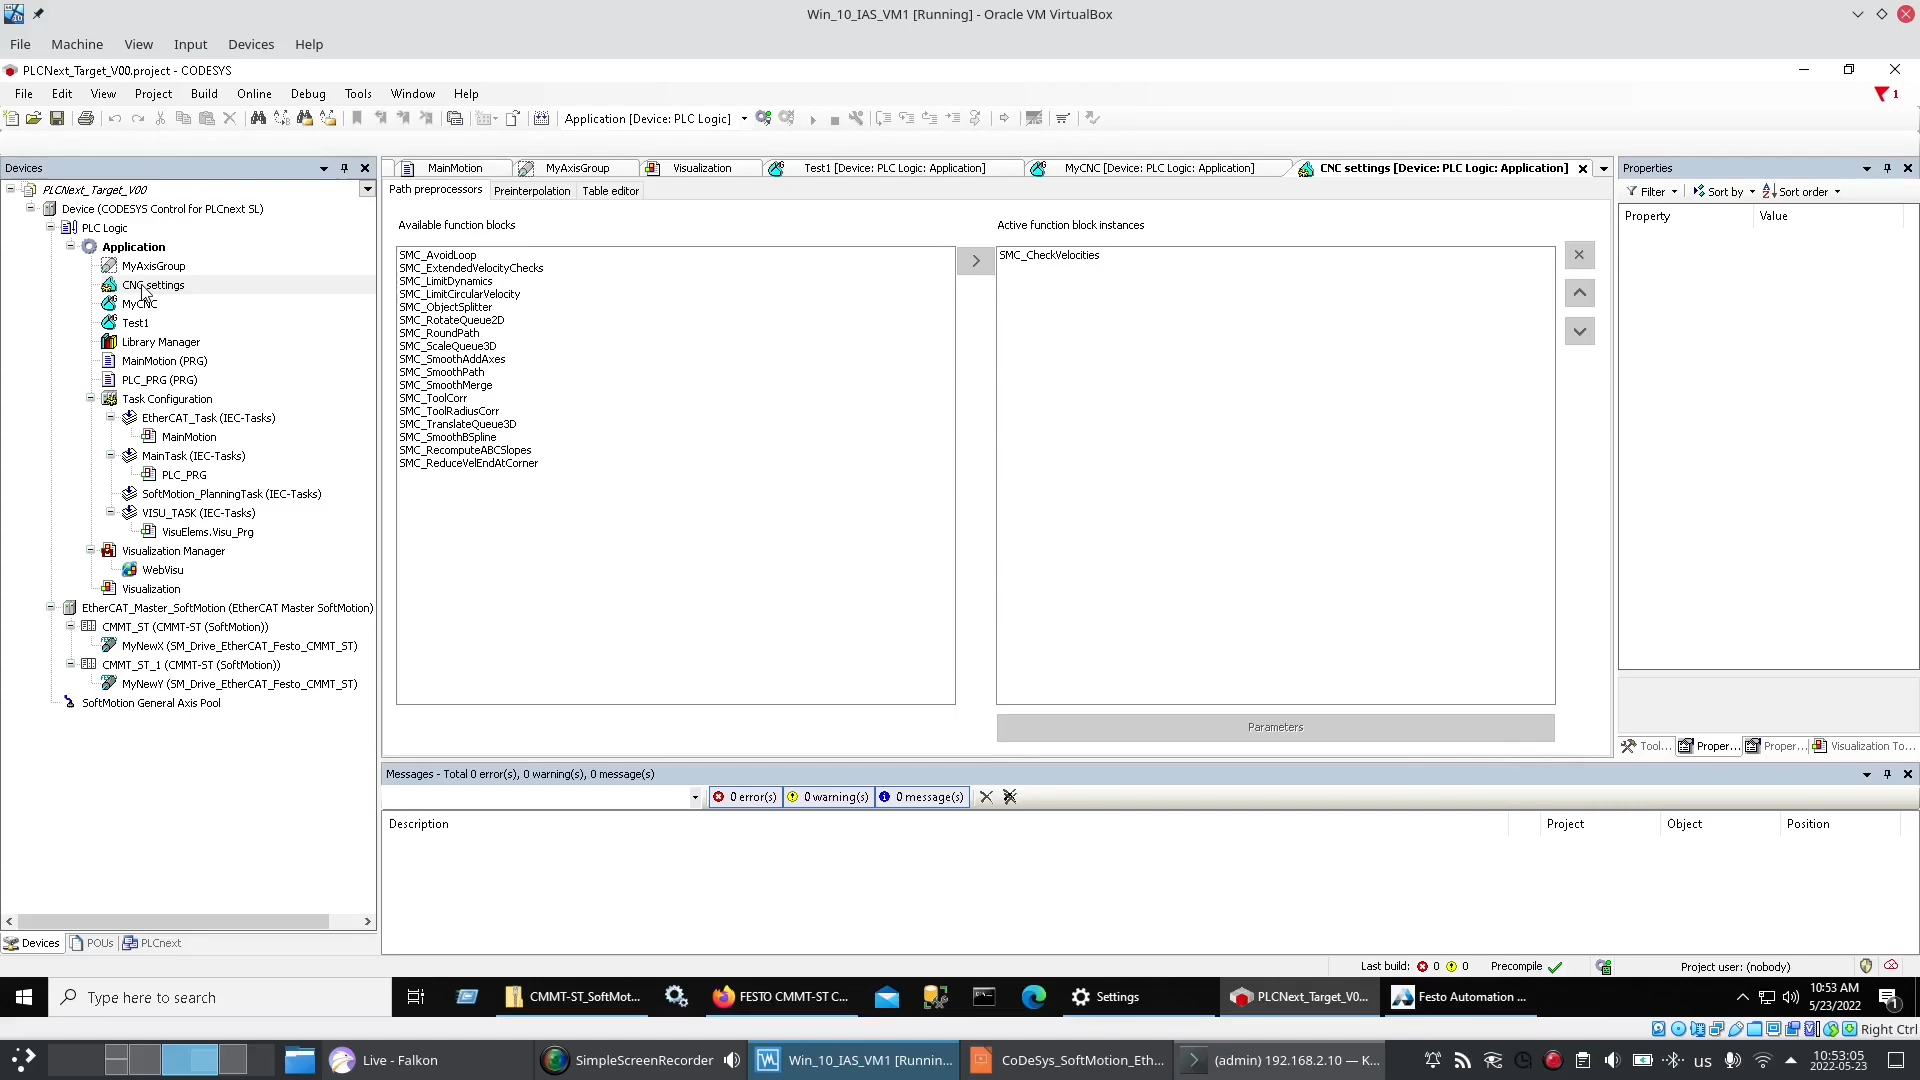 Win_10_IAS_VM1 [Running] - Oracle VM VirtualBox
File Machine View Input Devices Help
PLCNext_Target_V00.project - CODESYS
File Edit View Project Build Online Debug Tools Window Help
1
Application [Device: PLC Logic]
Devices
PLCNext_Target_V00
Device (CODESYS Control for PLCnext SL)
PLC Logic
Application
MyAxisGroup
CNC settings
MyCNC
Test1
Library Manager
MainMotion (PRG)
PLC_PRG (PRG)
Task Configuration
EtherCAT_Task (IEC-Tasks)
MainMotion
MainTask (IEC-Tasks)
PLC_PRG
SoftMotion_PlanningTask (IEC-Tasks)
VISU_TASK (IEC-Tasks)
VisuElems.Visu_Prg
Visualization Manager
WebVisu
Visualization
EtherCAT_Master_SoftMotion (EtherCAT Master SoftMotion)
CMMT_ST (CMMT-ST (SoftMotion))
MyNewX (SM_Drive_EtherCAT_Festo_CMMT_ST)
CMMT_ST_1 (CMMT-ST (SoftMotion))
MyNewY (SM_Drive_EtherCAT_Festo_CMMT_ST)
SoftMotion General Axis Pool
Devices POUs PLCnext
MainMotion MyAxisGroup Visualization Test1 [Device: PLC Logic: Application] MyCNC [Device: PLC Logic: Application] CNC settings [Device: PLC Logic: Application]
Path preprocessors Preinterpolation Table editor
Available function blocks
SMC_AvoidLoop
SMC_ExtendedVelocityChecks
SMC_LimitDynamics
SMC_LimitCircularVelocity
SMC_ObjectSplitter
SMC_RotateQueue2D
SMC_RoundPath
SMC_ScaleQueue3D
SMC_SmoothAddAxes
SMC_SmoothPath
SMC_SmoothMerge
SMC_ToolCorr
SMC_ToolRadiusCorr
SMC_TranslateQueue3D
SMC_SmoothBSpline
SMC_RecomputeABCSlopes
SMC_ReduceVelEndAtCorner
Active function block instances
SMC_CheckVelocities
Parameters
Properties
Filter Sort by Sort order
Property Value
Tool... Proper... Proper... Visualization To...
Messages - Total 0 error(s), 0 warning(s), 0 message(s)
0 error(s) 0 warning(s) 0 message(s)
Description Project Object Position
Last build: 0 0 Precompile Project user: (nobody)
Type here to search
CMMT-ST_SoftMot... FESTO CMMT-ST C... Settings PLCNext_Target_V0... Festo Automation ...
10:53 AM
5/23/2022
1
Right Ctrl
Live - Falkon SimpleScreenRecorder Win_10_IAS_VM1 [Runnin... CoDeSys_SoftMotion_Eth... (admin) 192.168.2.10 — K...
us
10:53:05
2022-05-23